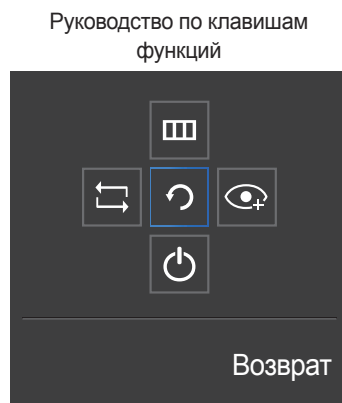 Руководство по клавишам
функций
Возврат